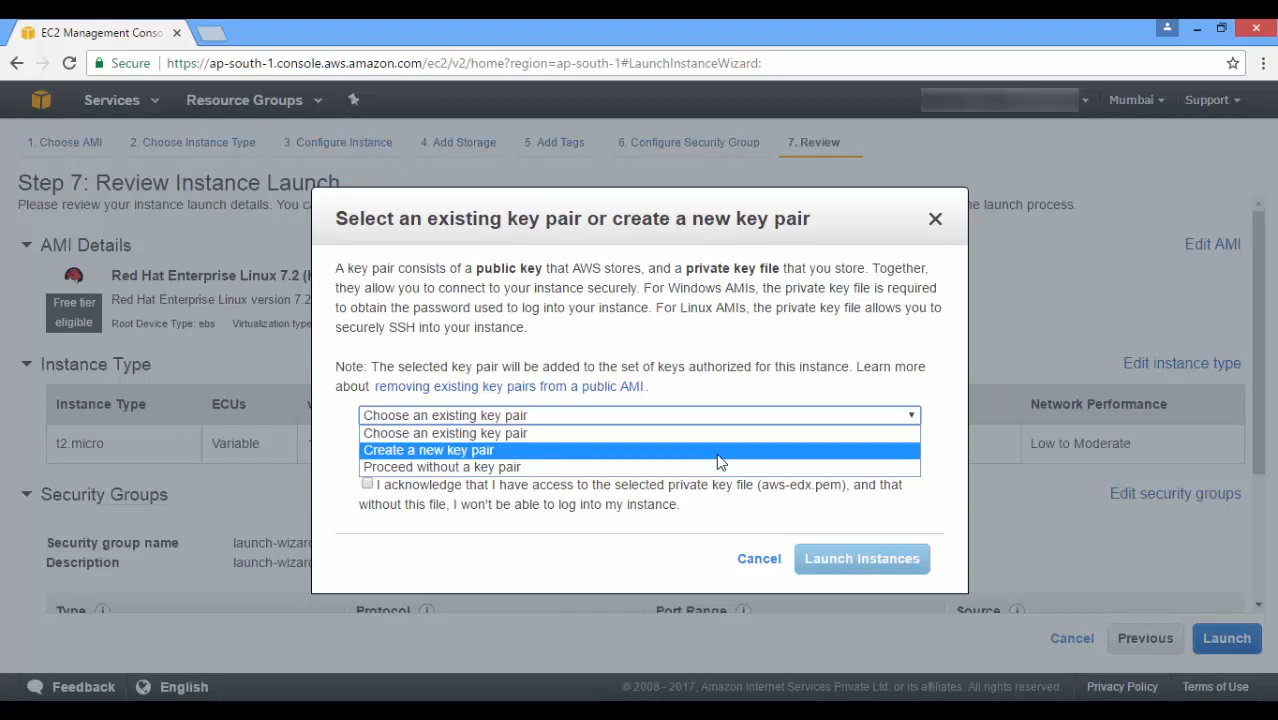 EC2 Management Conso
Secure https://ap-south-1.console.aws.amazon.com/ec2/v2/home?region=ap-south-1#LaunchInstanceWizard:
Services Resource Groups Mumbai Support
1. Choose AMI 2. Choose Instance Type 3. Configure Instance 4. Add Storage 5. Add Tags 6. Configure Security Group 7. Review
Step 7: Review Instance Launch
Please review your instance launch details. You c
e launch process.
Select an existing key pair or create a new key pair
AMI Details Edit AMI
Red Hat Enterprise Linux 7.2 (
Red Hat Enterprise Linux version 7.2
Free tier
eligible
Root Device Type: ebs Virtualization type
A key pair consists of a public key that AWS stores, and a private key file that you store. Together,
they allow you to connect to your instance securely. For Windows AMIs, the private key file is required
to obtain the password used to log into your instance. For Linux AMIs, the private key file allows you to
securely SSH into your instance.
Note: The selected key pair will be added to the set of keys authorized for this instance. Learn more
about removing existing key pairs from a public AMI.
Instance Type Edit instance type
Instance Type ECUs Network Performance
t2.micro Variable Low to Moderate
Choose an existing key pair
Choose an existing key pair
Create a new key pair
Proceed without a key pair
I acknowledge that I have access to the selected private key file (aws-edx.pem), and that
without this file, I won't be able to log into my instance.
Cancel Launch Instances
Security Groups Edit security groups
Security group name launch-wizar
Description launch-wizar
Type Protocol Port Range Source
Cancel Previous Launch
Feedback English © 2008 - 2017, Amazon Internet Services Private Ltd. or its affiliates. All rights reserved. Privacy Policy Terms of Use